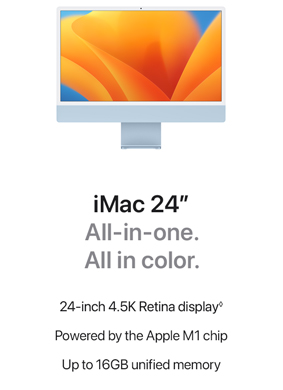 iMac 24”
All-in-one.
All in color.
24-inch 4.5K Retina display◊
Powered by the Apple M1 chip
Up to 16GB unified memory